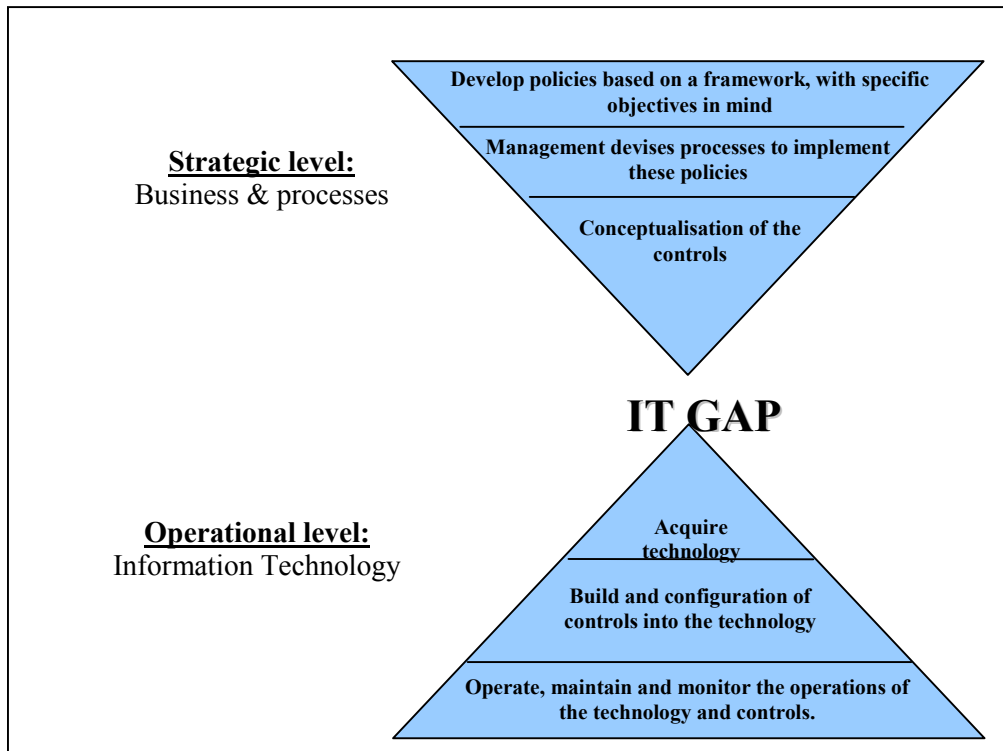 Develop policies based on a framework, with specific
objectives in mind
Strategic level:
Business & processes
Management devises processes to implement
these policies
Conceptualisation of the
controls
IT GAP
Operational level:
Information Technology
Acquire
technology
Build and configuration of
controls into the technology
Operate, maintain and monitor the operations of
the technology and controls.